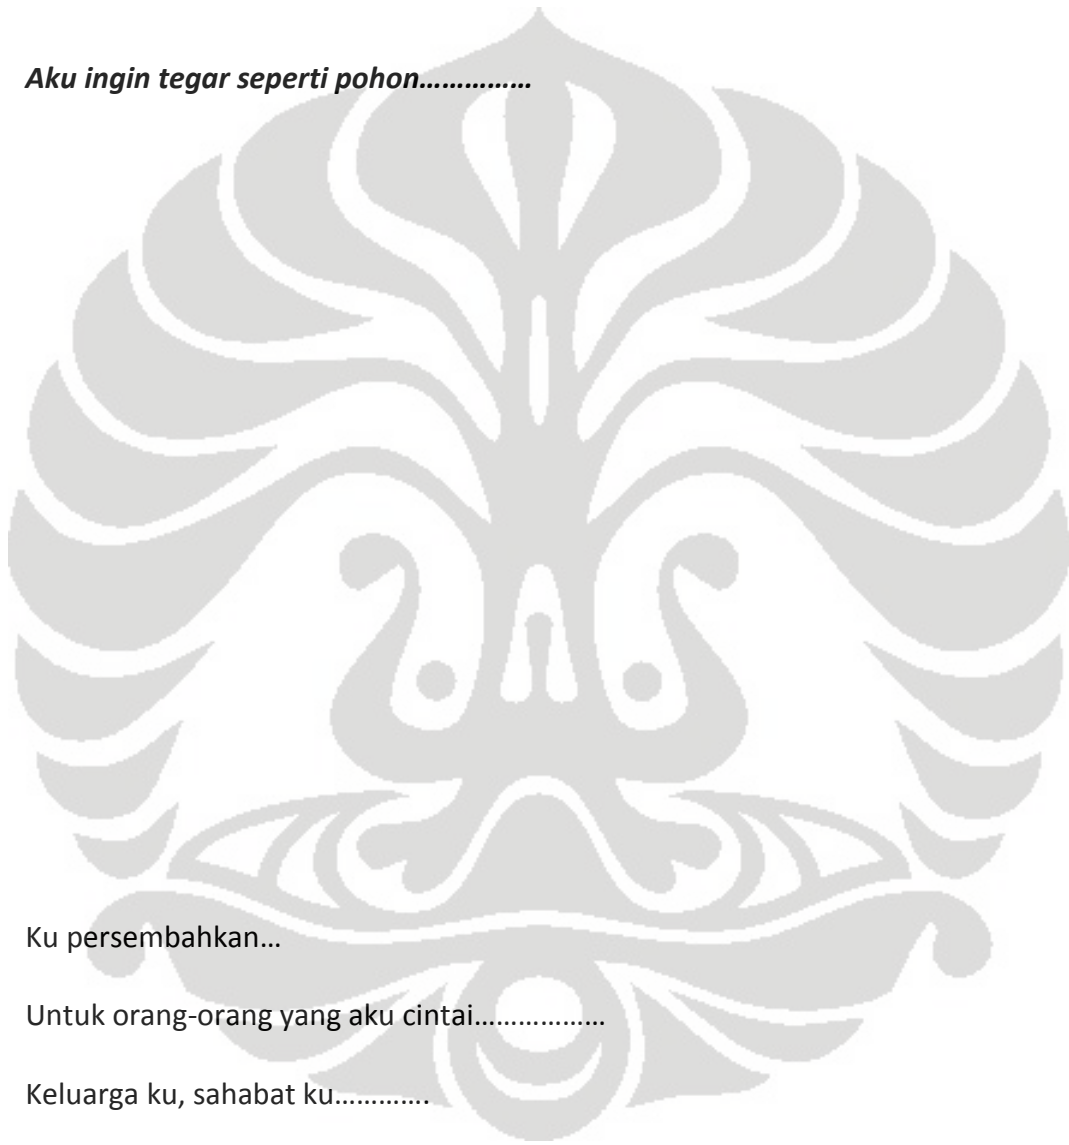 Aku ingin tegar seperti pohon……………
Ku persembahkan…
Untuk orang-orang yang aku cintai………………
Keluarga ku, sahabat ku………….